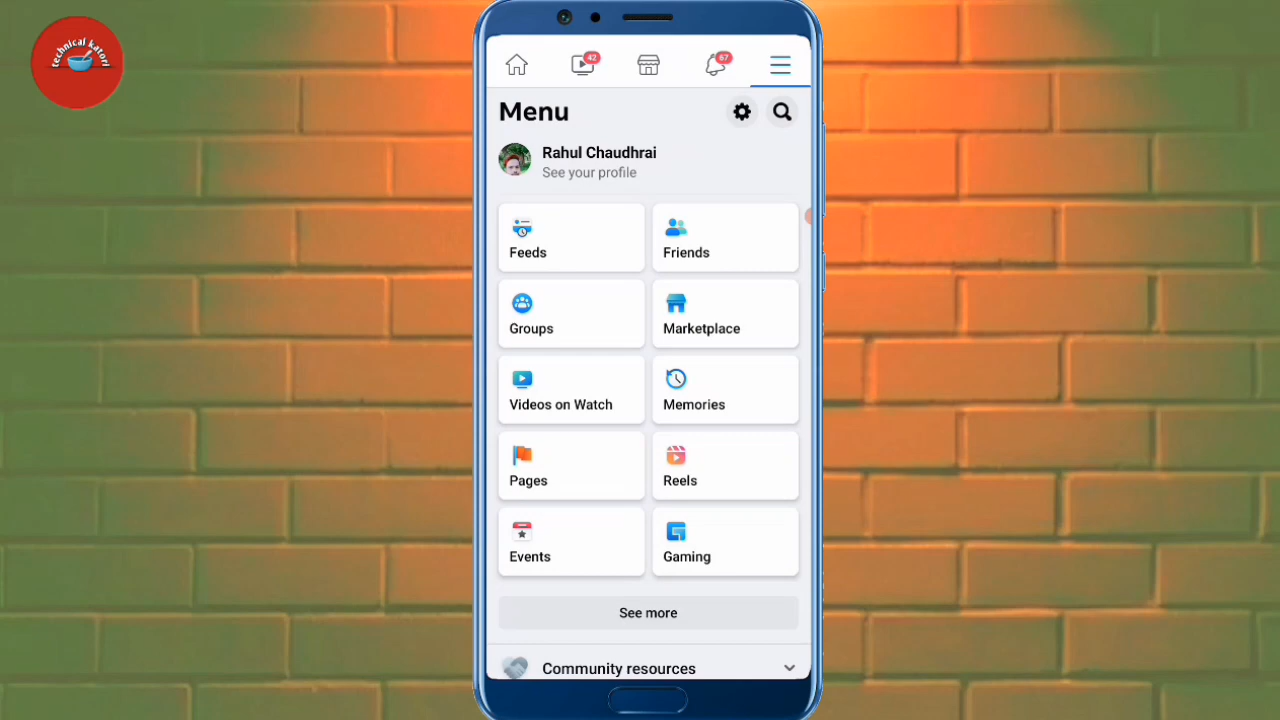 technical katori
42
67
Menu
Rahul Chaudhrai
See your profile
Feeds
Friends
Groups
Marketplace
Videos on Watch
Memories
Pages
Reels
Events
Gaming
See more
Community resources